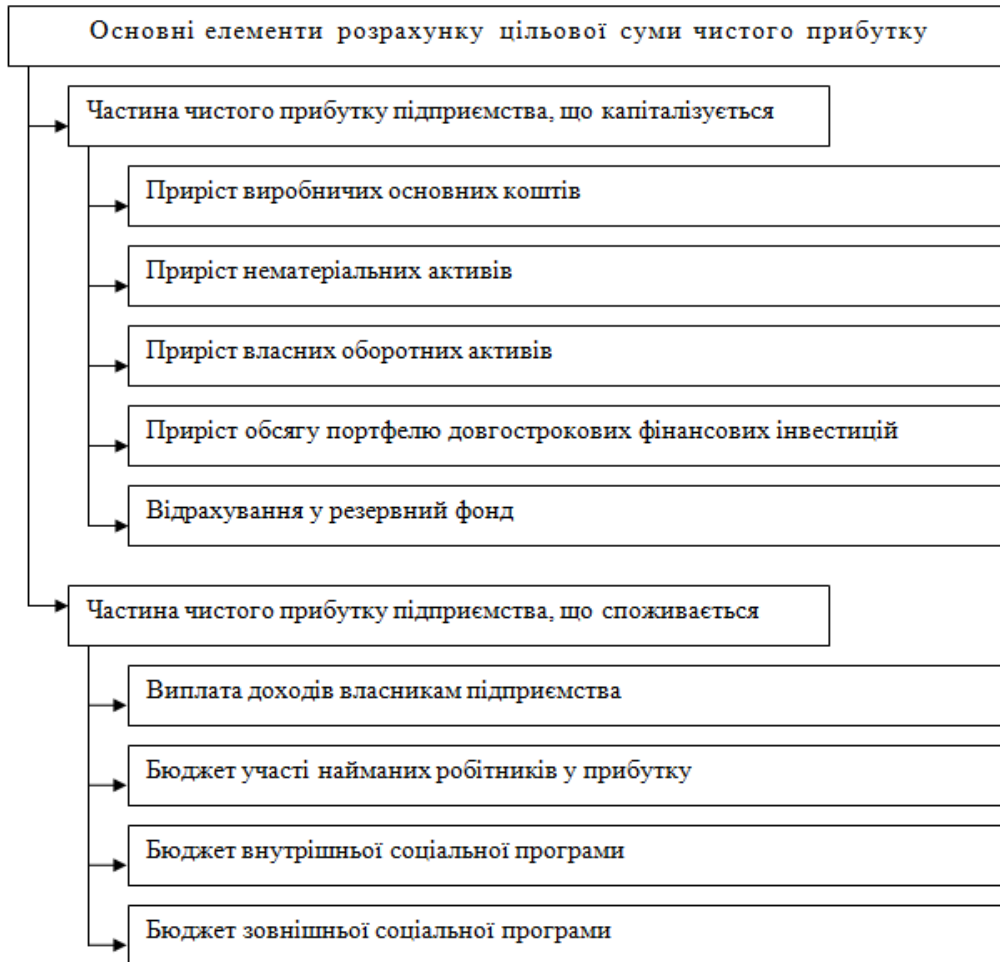 Основні елементи розрахунку цільової суми чистого прибутку
Частина чистого прибутку підприємства, що капіталізується
Приріст виробничих основних коштів
Приріст нематеріальних активів
Приріст власних оборотних активів
Приріст обсягу портфелю довгострокових фінансових інвестицій
Відрахування у резервний фонд
Частина чистого прибутку підприємства, що споживається
Виплата доходів власникам підприємства
Бюджет участі найманих робітників у прибутку
Бюджет внутрішньої соціальної програми
Бюджет зовнішньої соціальної програми